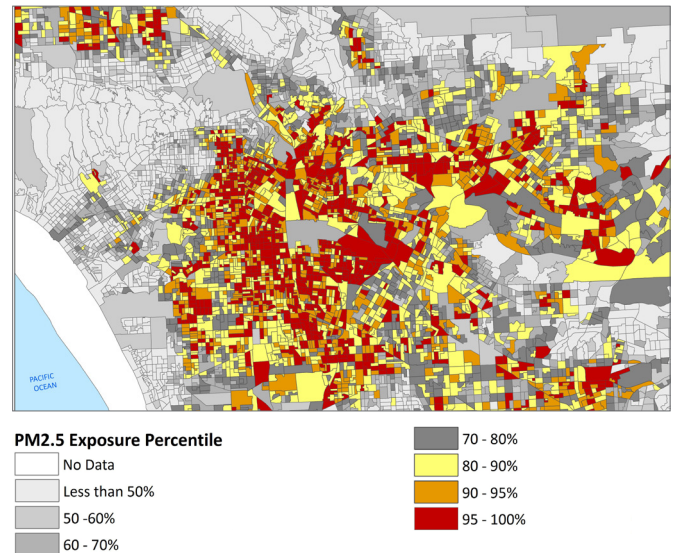 PACIFIC
OCEAN
PM2.5 Exposure Percentile
No Data
Less than 50%
50 -60%
60 - 70%
70 - 80%
80 - 90%
90 - 95%
95 - 100%